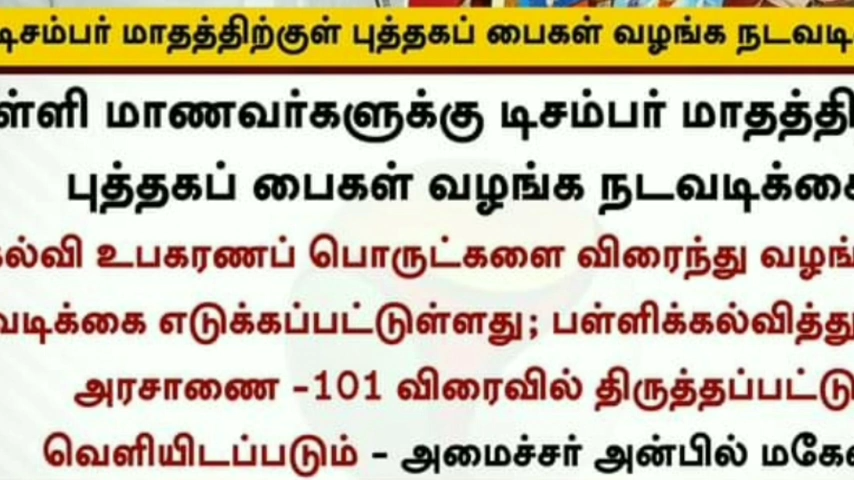 டிசம்பர் மாதத்திற்குள் புத்தகப் பைகள் வழங்க நடவடி
ள்ளி மாணவர்களுக்கு டிசம்பர் மாதத்தி
புத்தகப் பைகள் வழங்க நடவடிக்கை
கல்வி உபகரணப் பொருட்களை விரைந்து வழங்
வடிக்கை எடுக்கப்பட்டுள்ளது; பள்ளிக்கல்வித்து
அரசாணை -101 விரைவில் திருத்தப்பட்டு
வெளியிடப்படும் - அமைச்சர் அன்பில் மகே